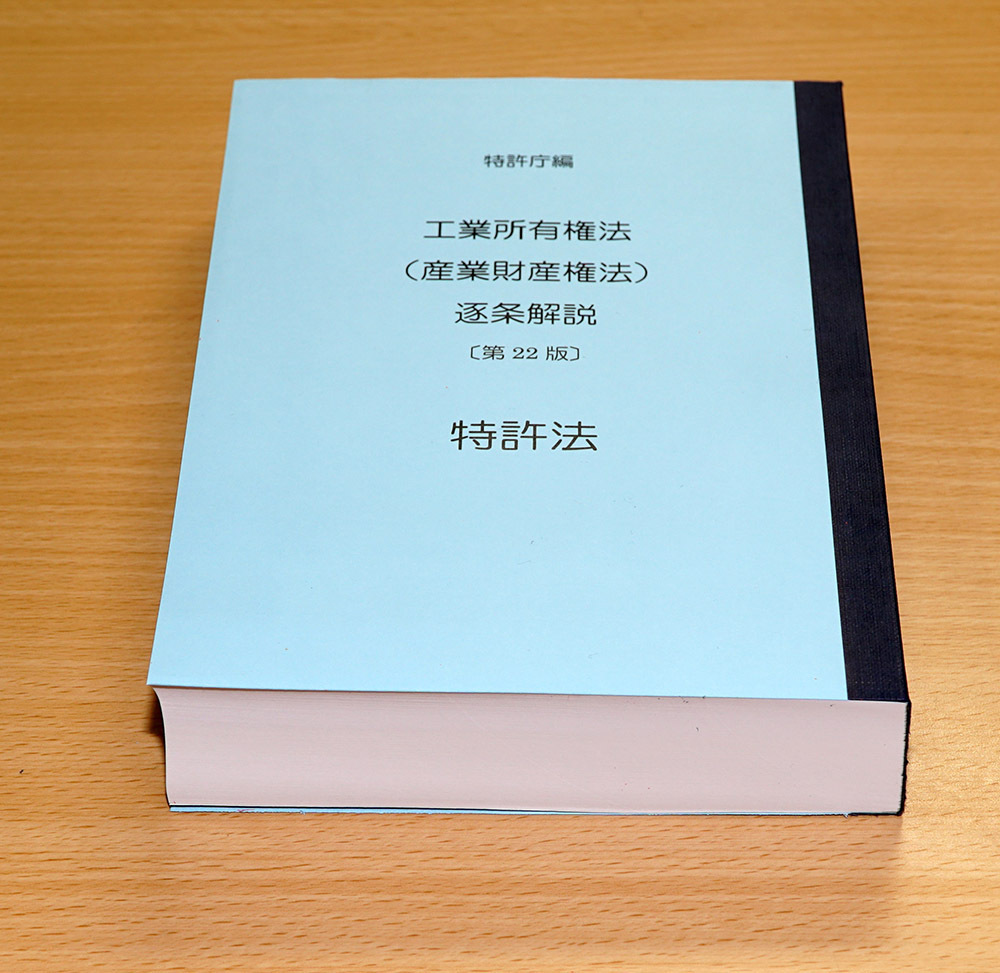 特許庁編
工業所有権法
（産業財産権法）
逐条解説
〔第 22 版〕
特許法